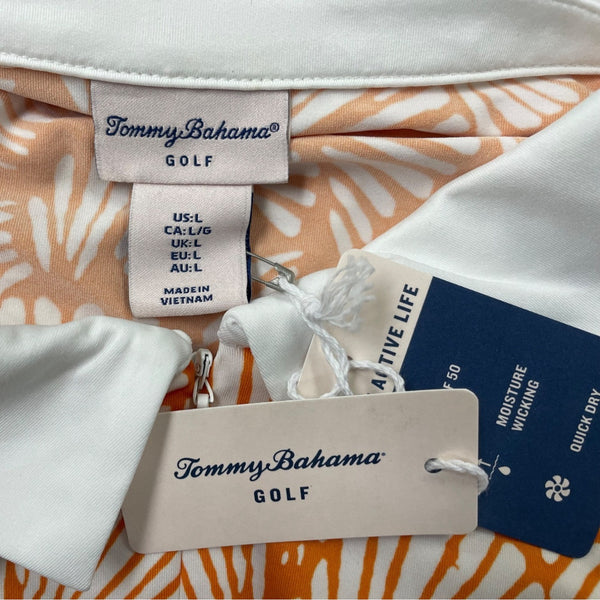 Tommy Bahama®
GOLF
US:L
CA:L/G
UK:L
EU:L
AU:L
MADE IN
VIETNAM
ACTIVE LIFE
50
MOISTURE
WICKING
QUICK DRY
Tommy Bahama
GOLF